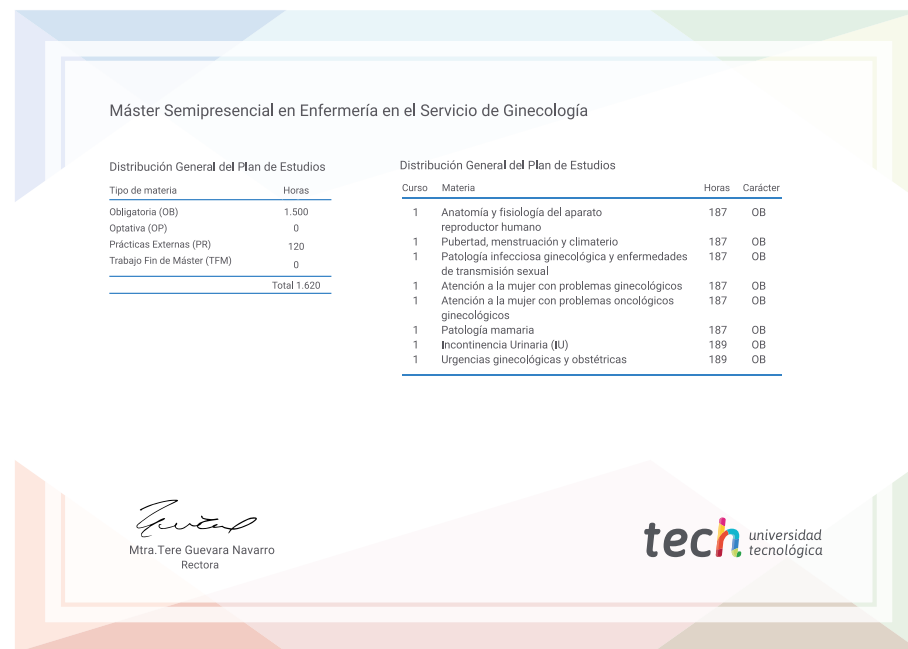 Máster Semipresencial en Enfermería en el Servicio de Ginecología
Distribución General del Plan de Estudios
Tipo de materia Horas
Obligatoria (OB) 1.500
Optativa (OP) 0
Prácticas Externas (PR) 120
Trabajo Fin de Máster (TFM) 0
Total 1.620
Distribución General del Plan de Estudios
Curso Materia Horas Carácter
1 Anatomía y fisiología del aparato 187 OB
reproductor humano
1 Pubertad, menstruación y climaterio 187 OB
1 Patología infecciosa ginecológica y enfermedades 187 OB
de transmisión sexual
1 Atención a la mujer con problemas ginecológicos 187 OB
1 Atención a la mujer con problemas oncológicos 187 OB
ginecológicos
1 Patología mamaria 187 OB
1 Incontinencia Urinaria (IU) 189 OB
1 Urgencias ginecológicas y obstétricas 189 OB
Mtra.Tere Guevara Navarro
Rectora
tech universidad
tecnológica